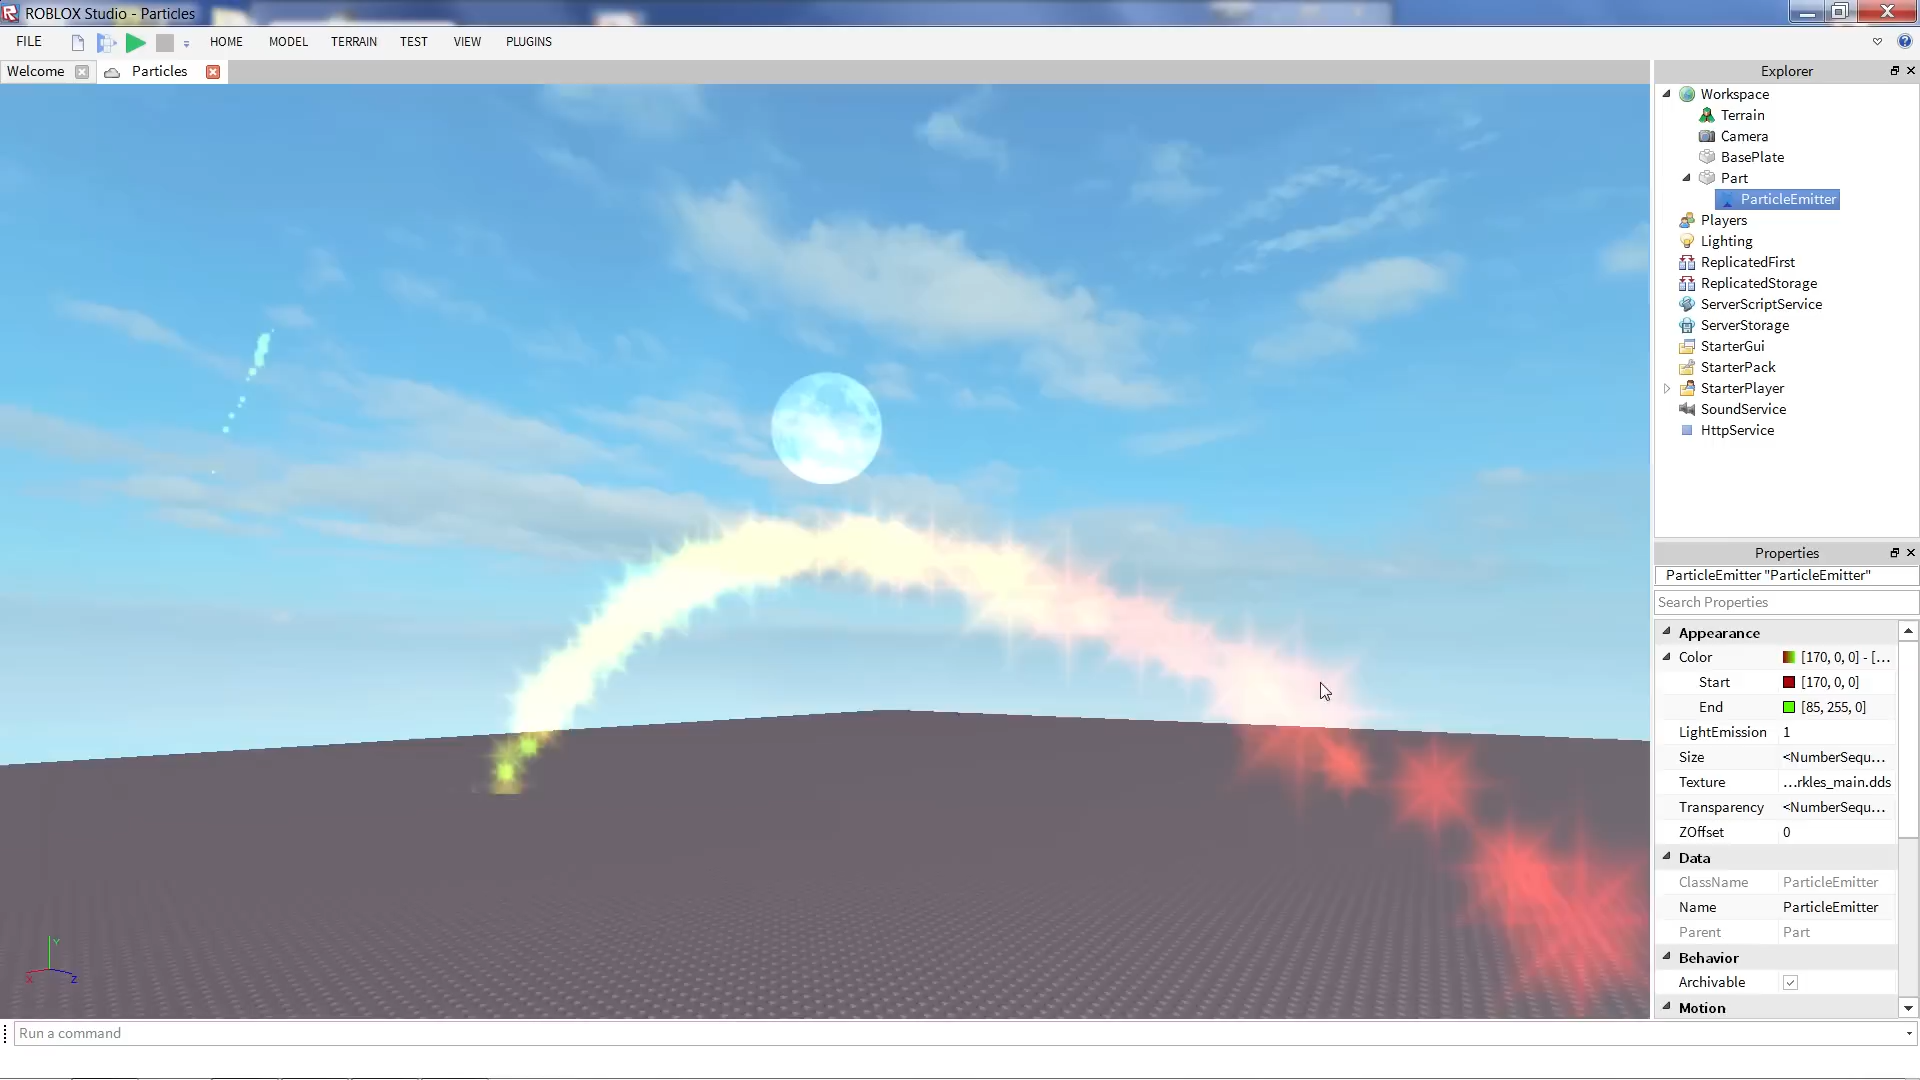 ROBLOX Studio - Particles
FILE HOME MODEL TERRAIN TEST VIEW PLUGINS
Welcome Particles
Explorer
Workspace
Terrain
Camera
BasePlate
Part
ParticleEmitter
Players
Lighting
ReplicatedFirst
ReplicatedStorage
ServerScriptService
ServerStorage
StarterGui
StarterPack
StarterPlayer
SoundService
HttpService
Properties
ParticleEmitter "ParticleEmitter"
Search Properties
Appearance
Color [170, 0, 0] - [...
Start [170, 0, 0]
End [85, 255, 0]
LightEmission 1
Size <NumberSequ...
Texture ...rkles_main.dds
Transparency <NumberSequ...
ZOffset 0
Data
ClassName ParticleEmitter
Name ParticleEmitter
Parent Part
Behavior
Archivable
Motion
Y
X Z
Run a command